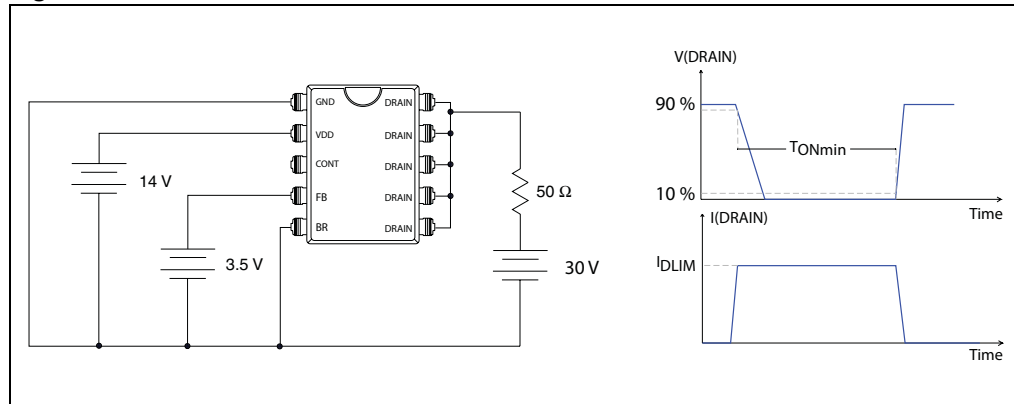 GND DRAIN
VDD DRAIN
CONT DRAIN
FB DRAIN
BR DRAIN
14 V
3.5 V
50 Ω
30 V
V(DRAIN)
90 %
TONmin
10 %
Time
I(DRAIN)
IDLIM
Time